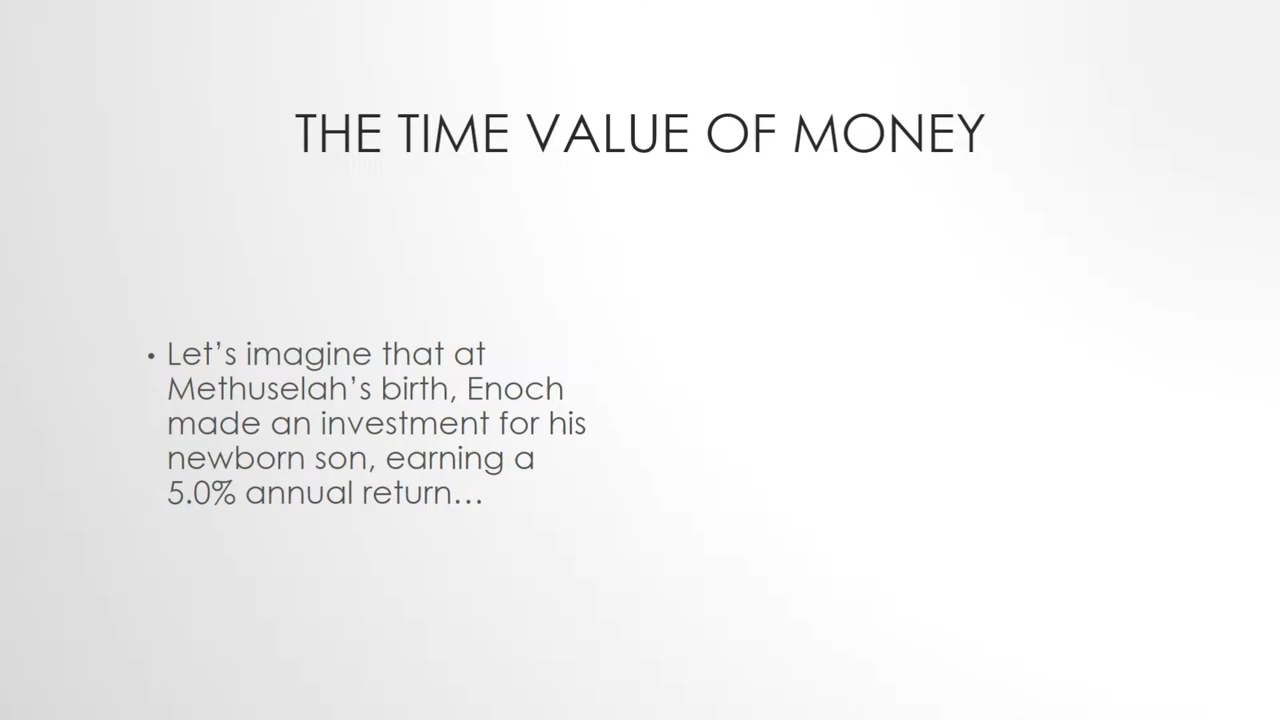 THE TIME VALUE OF MONEY
• Let’s imagine that at
Methuselah’s birth, Enoch
made an investment for his
newborn son, earning a
5.0% annual return…